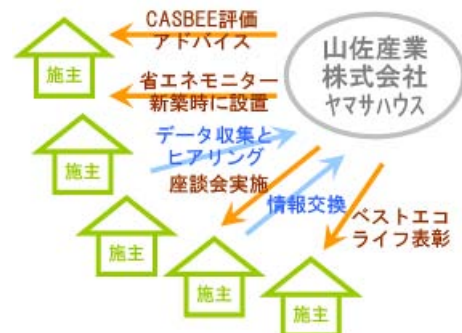 CASBEE評価
アドバイス
山佐産業
株式会社
ヤマサハウス
施主
省エネモニター
新築時に設置
データ収集と
ヒアリング
施主
座談会実施
情報交換
ベストエコ
ライフ表彰
施主
施主
施主